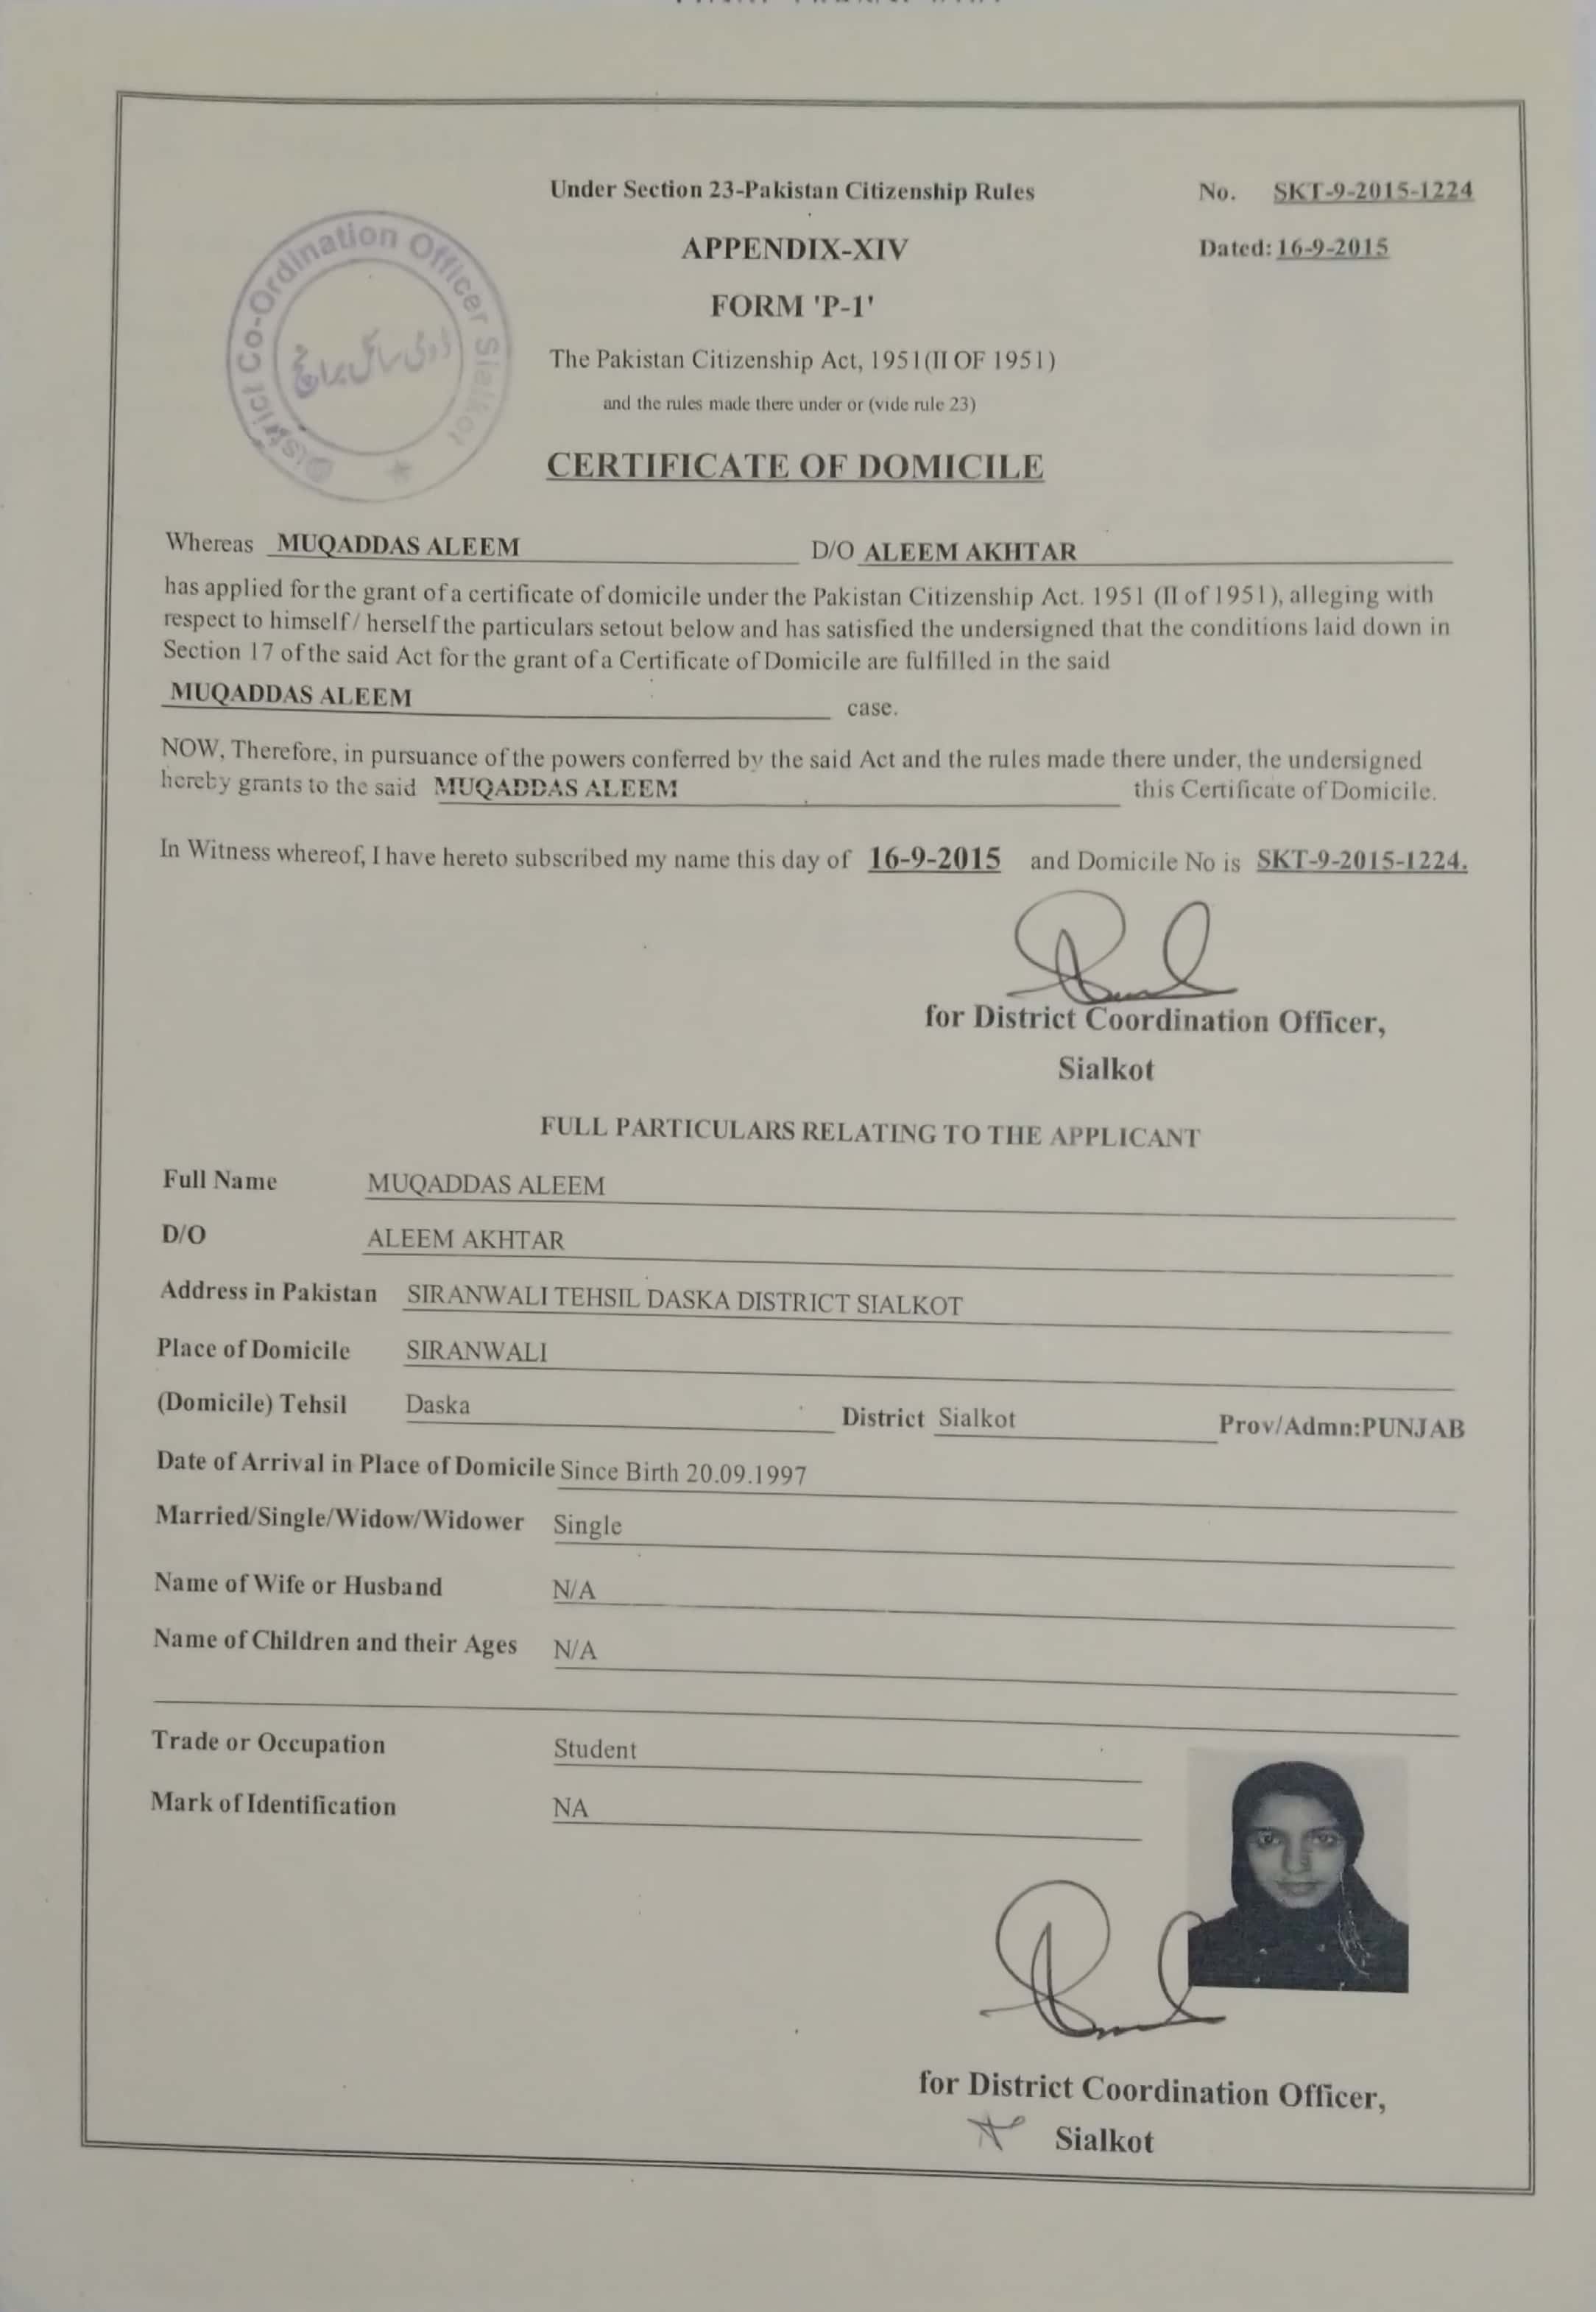 Under Section 23-Pakistan Citizenship Rules
No. SKT-9-2015-1224
APPENDIX-XIV
Dated: 16-9-2015
FORM 'P-1'
The Pakistan Citizenship Act, 1951(II OF 1951)
and the rules made there under or (vide rule 23)
District Co-Ordination Officer Sialkot
ڈومی سائل برانچ
CERTIFICATE OF DOMICILE
Whereas MUQADDAS ALEEM D/O ALEEM AKHTAR
has applied for the grant of a certificate of domicile under the Pakistan Citizenship Act. 1951 (II of 1951), alleging with
respect to himself/ herself the particulars setout below and has satisfied the undersigned that the conditions laid down in
Section 17 of the said Act for the grant of a Certificate of Domicile are fulfilled in the said
MUQADDAS ALEEM case.
NOW, Therefore, in pursuance of the powers conferred by the said Act and the rules made there under, the undersigned
hereby grants to the said MUQADDAS ALEEM this Certificate of Domicile.
In Witness whereof, I have hereto subscribed my name this day of 16-9-2015 and Domicile No is SKT-9-2015-1224.
for District Coordination Officer,
Sialkot
FULL PARTICULARS RELATING TO THE APPLICANT
Full Name MUQADDAS ALEEM
D/O ALEEM AKHTAR
Address in Pakistan SIRANWALI TEHSIL DASKA DISTRICT SIALKOT
Place of Domicile SIRANWALI
(Domicile) Tehsil Daska District Sialkot Prov/Admn:PUNJAB
Date of Arrival in Place of Domicile Since Birth 20.09.1997
Married/Single/Widow/Widower Single
Name of Wife or Husband N/A
Name of Children and their Ages N/A
Trade or Occupation Student
Mark of Identification NA
for District Coordination Officer,
Sialkot